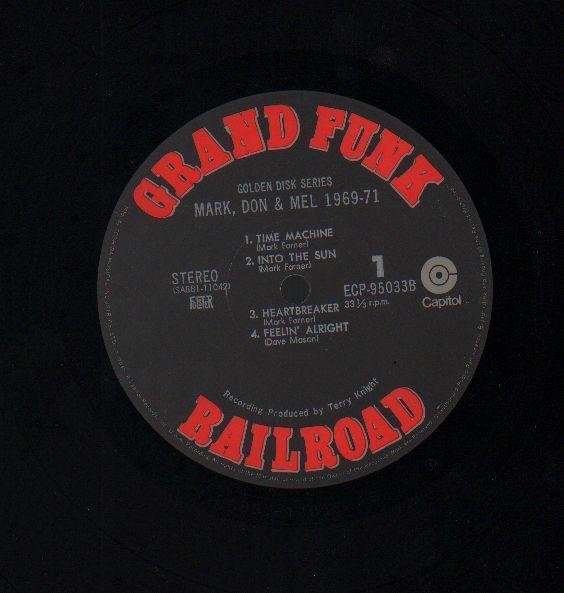 GRAND FUNK
GOLDEN DISK SERIES
MARK, DON & MEL 1969-71
1. TIME MACHINE
(Mark Farner)
2. INTO THE SUN
(Mark Farner)
STEREO
(SABB1-11042)
1
ECP-95033B
33⅓ r.p.m.
Capitol
3. HEARTBREAKER
(Mark Farner)
4. FEELIN' ALRIGHT
(Dave Mason)
Recording Produced by Terry Knight
RAILROAD